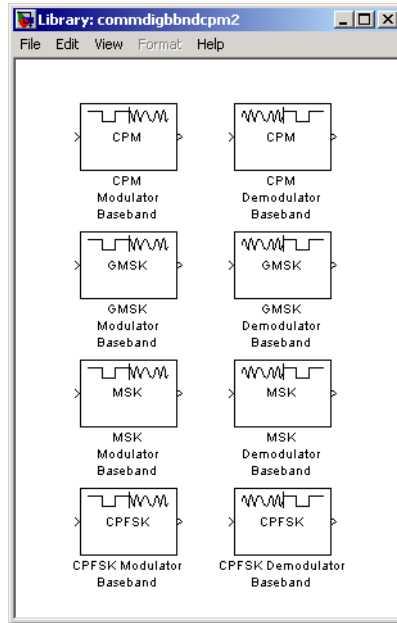 Library: commdigbbndcpm2
File Edit View Format Help
CPM CPM
CPM CPM
Modulator Demodulator
Baseband Baseband
GMSK GMSK
GMSK GMSK
Modulator Demodulator
Baseband Baseband
MSK MSK
MSK MSK
Modulator Demodulator
Baseband Baseband
CPFSK CPFSK
CPFSK Modulator CPFSK Demodulator
Baseband Baseband